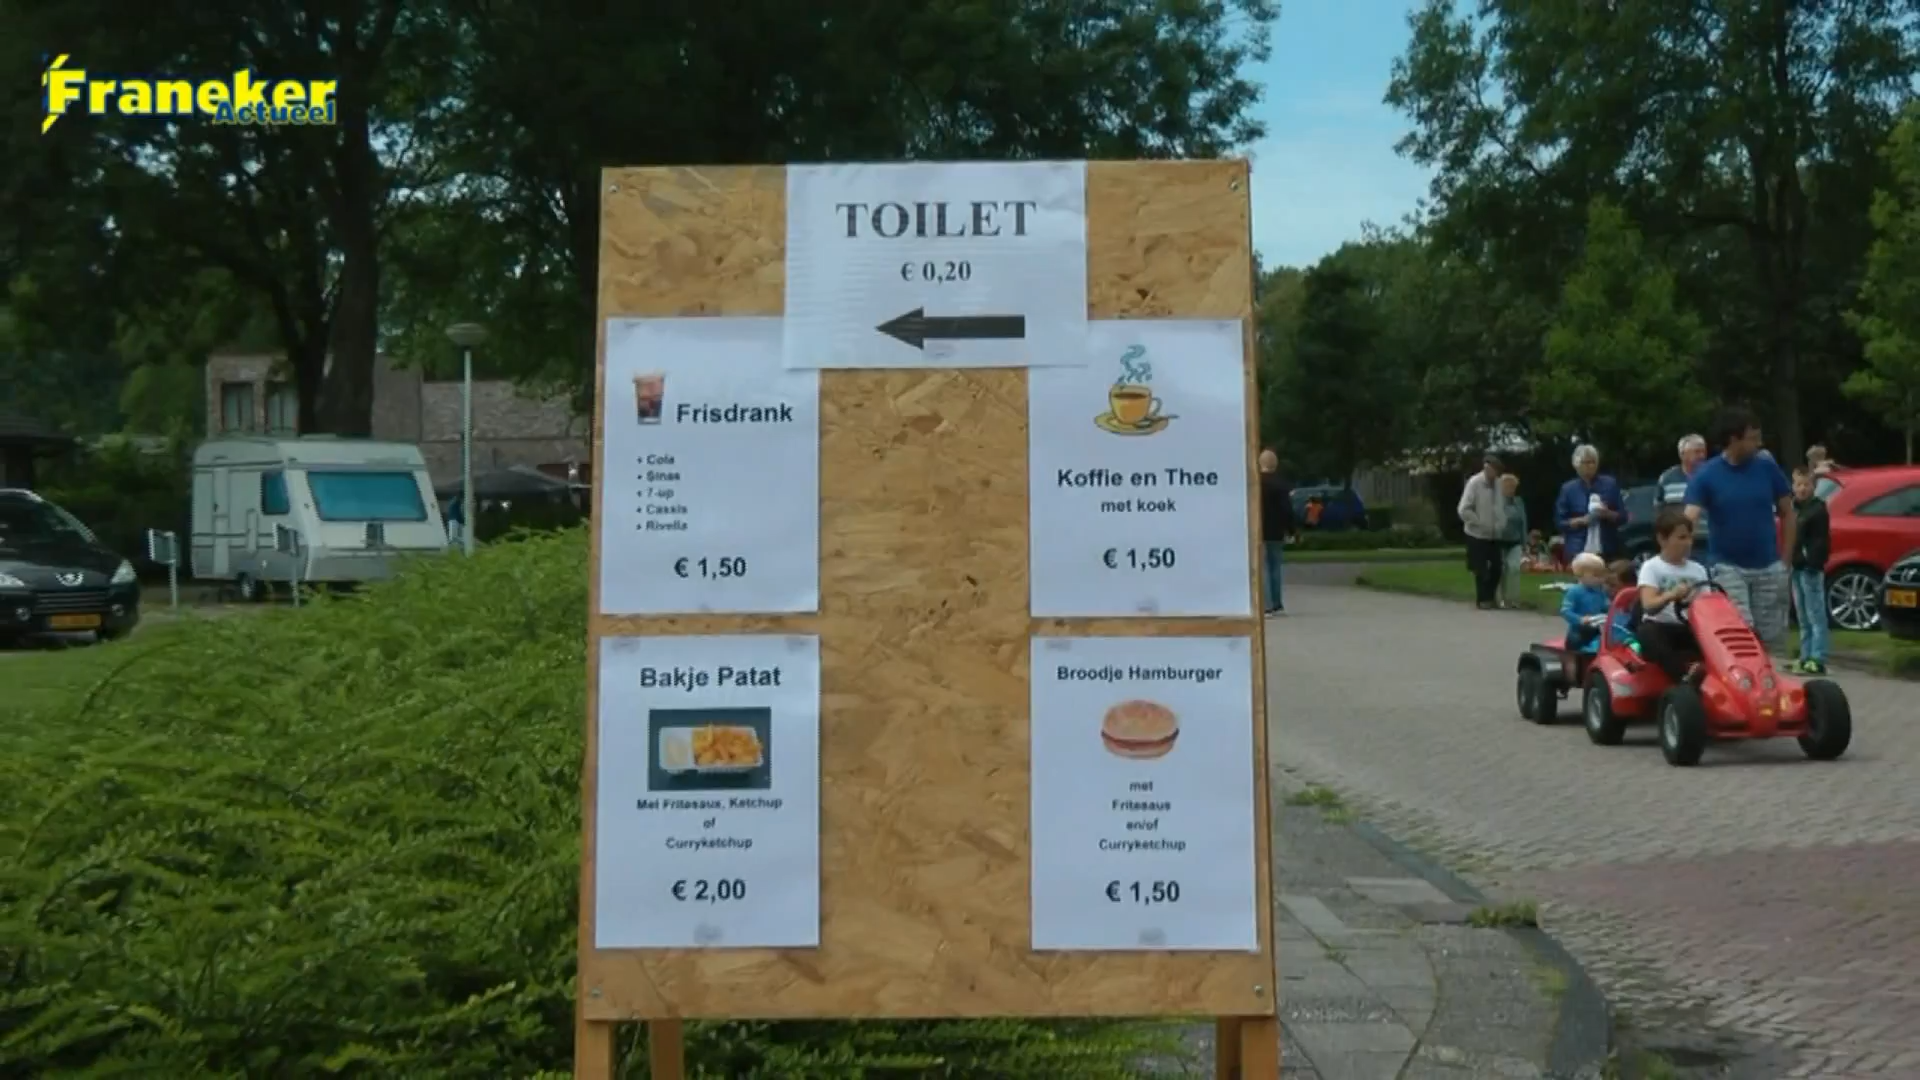 Franeker
Actueel
TOILET
€ 0,20
Frisdrank
• Cola
• Sinas
• 7-up
• Cassis
• Rivella
€ 1,50
Koffie en Thee
met koek
€ 1,50
Bakje Patat
Met Fritesaus, Ketchup
of
Curryketchup
€ 2,00
Broodje Hamburger
met
Fritesaus
en/of
Curryketchup
€ 1,50